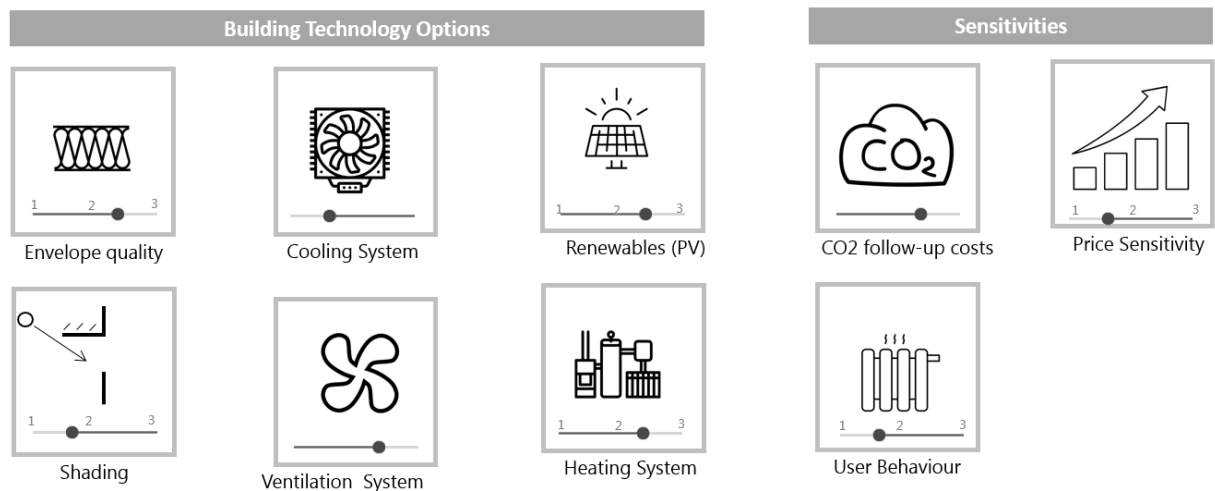 Building Technology Options
Sensitivities
1 2 3
Envelope quality
Cooling System
1 2 3
Renewables (PV)
CO2
CO2 follow-up costs
1 2 3
Price Sensitivity
1 2 3
Shading
Ventilation System
1 2 3
Heating System
1 2 3
User Behaviour